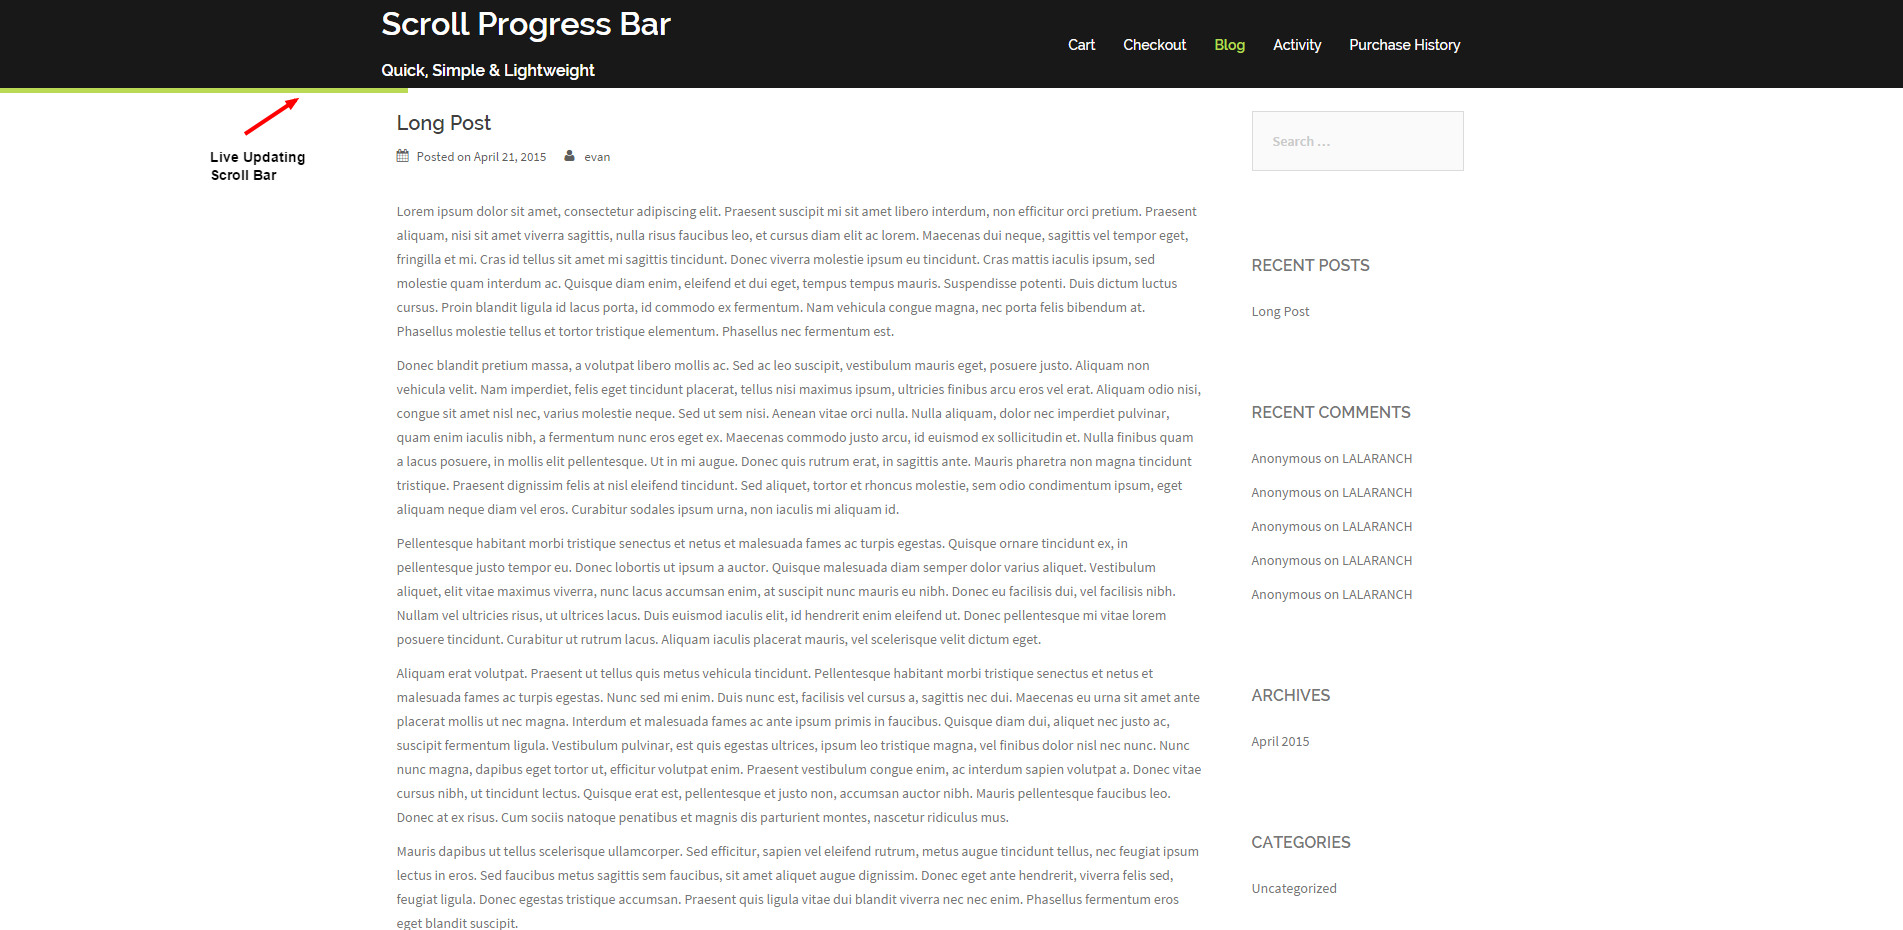 Scroll Progress Bar
Quick, Simple & Lightweight
Cart Checkout Blog Activity Purchase History
Live Updating
Scroll Bar
Long Post
Posted on April 21, 2015 evan
Lorem ipsum dolor sit amet, consectetur adipiscing elit. Praesent suscipit mi sit amet libero interdum, non efficitur orci pretium. Praesent
aliquam, nisi sit amet viverra sagittis, nulla risus faucibus leo, et cursus diam elit ac lorem. Maecenas dui neque, sagittis vel tempor eget,
fringilla et mi. Cras id tellus sit amet mi sagittis tincidunt. Donec viverra molestie ipsum eu tincidunt. Cras mattis iaculis ipsum, sed
molestie quam interdum ac. Quisque diam enim, eleifend et dui eget, tempus tempus mauris. Suspendisse potenti. Duis dictum luctus
cursus. Proin blandit ligula id lacus porta, id commodo ex fermentum. Nam vehicula congue magna, nec porta felis bibendum at.
Phasellus molestie tellus et tortor tristique elementum. Phasellus nec fermentum est.
Donec blandit pretium massa, a volutpat libero mollis ac. Sed ac leo suscipit, vestibulum mauris eget, posuere justo. Aliquam non
vehicula velit. Nam imperdiet, felis eget tincidunt placerat, tellus nisi maximus ipsum, ultricies finibus arcu eros vel erat. Aliquam odio nisi,
congue sit amet nisl nec, varius molestie neque. Sed ut sem nisi. Aenean vitae orci nulla. Nulla aliquam, dolor nec imperdiet pulvinar,
quam enim iaculis nibh, a fermentum nunc eros eget ex. Maecenas commodo justo arcu, id euismod ex sollicitudin et. Nulla finibus quam
a lacus posuere, in mollis elit pellentesque. Ut in mi augue. Donec quis rutrum erat, in sagittis ante. Mauris pharetra non magna tincidunt
tristique. Praesent dignissim felis at nisl eleifend tincidunt. Sed aliquet, tortor et rhoncus molestie, sem odio condimentum ipsum, eget
aliquam neque diam vel eros. Curabitur sodales ipsum urna, non iaculis mi aliquam id.
Pellentesque habitant morbi tristique senectus et netus et malesuada fames ac turpis egestas. Quisque ornare tincidunt ex, in
pellentesque justo tempor eu. Donec lobortis ut ipsum a auctor. Quisque malesuada diam semper dolor varius aliquet. Vestibulum
aliquet, elit vitae maximus viverra, nunc lacus accumsan enim, at suscipit nunc mauris eu nibh. Donec eu facilisis dui, vel facilisis nibh.
Nullam vel ultricies risus, ut ultrices lacus. Duis euismod iaculis elit, id hendrerit enim eleifend ut. Donec pellentesque mi vitae lorem
posuere tincidunt. Curabitur ut rutrum lacus. Aliquam iaculis placerat mauris, vel scelerisque velit dictum eget.
Aliquam erat volutpat. Praesent ut tellus quis metus vehicula tincidunt. Pellentesque habitant morbi tristique senectus et netus et
malesuada fames ac turpis egestas. Nunc sed mi enim. Duis nunc est, facilisis vel cursus a, sagittis nec dui. Maecenas eu urna sit amet ante
placerat mollis ut nec magna. Interdum et malesuada fames ac ante ipsum primis in faucibus. Quisque diam dui, aliquet nec justo ac,
suscipit fermentum ligula. Vestibulum pulvinar, est quis egestas ultrices, ipsum leo tristique magna, vel finibus dolor nisl nec nunc. Nunc
nunc magna, dapibus eget tortor ut, efficitur volutpat enim. Praesent vestibulum congue enim, ac interdum sapien volutpat a. Donec vitae
cursus nibh, ut tincidunt lectus. Quisque erat est, pellentesque et justo non, accumsan auctor nibh. Mauris pellentesque faucibus leo.
Donec at ex risus. Cum sociis natoque penatibus et magnis dis parturient montes, nascetur ridiculus mus.
Mauris dapibus ut tellus scelerisque ullamcorper. Sed efficitur, sapien vel eleifend rutrum, metus augue tincidunt tellus, nec feugiat ipsum
lectus in eros. Sed faucibus metus sagittis sem faucibus, sit amet aliquet augue dignissim. Donec eget ante hendrerit, viverra felis sed,
feugiat ligula. Donec egestas tristique accumsan. Praesent quis ligula vitae dui blandit viverra nec nec enim. Phasellus fermentum eros
eget blandit suscipit.
Search ...
RECENT POSTS
Long Post
RECENT COMMENTS
Anonymous on LALARANCH
Anonymous on LALARANCH
Anonymous on LALARANCH
Anonymous on LALARANCH
Anonymous on LALARANCH
ARCHIVES
April 2015
CATEGORIES
Uncategorized